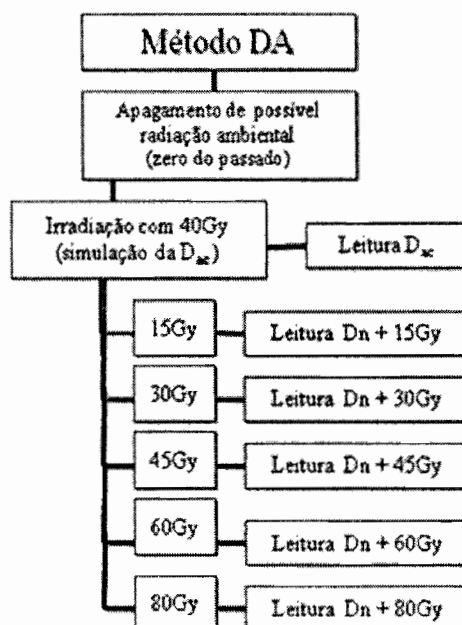 Método DA
Apagamento de possível
radiação ambiental
(zero do passado)
Irradiação com 40Gy
(simulação da Dac)
Leitura Dac
15Gy
Leitura Dn + 15Gy
30Gy
Leitura Dn + 30Gy
45Gy
Leitura Dn + 45Gy
60Gy
Leitura Dn + 60Gy
80Gy
Leitura Dn + 80Gy